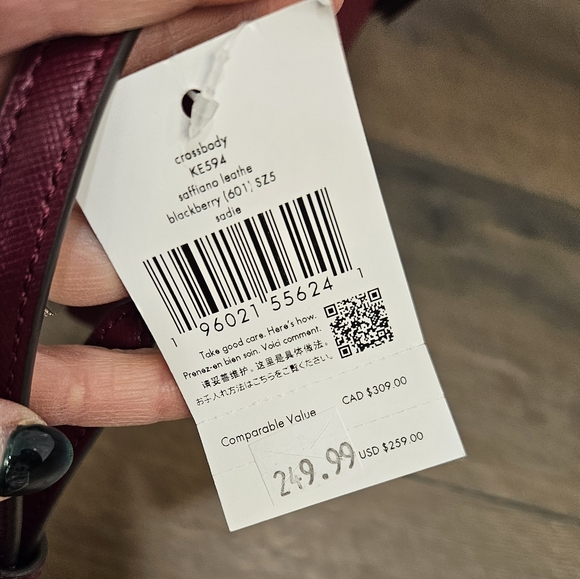 crossbody
KE594
saffiano leathe
blackberry (601) SZ5
sadie
1 96021 55624 1
Take good care. Here's how.
Prenez-en bien soin. Voici comment.
请妥善维护。这里是具体做法。
お手入れ方法はこちらをご覧ください。
Comparable Value CAD $309.00
249.99 USD $259.00